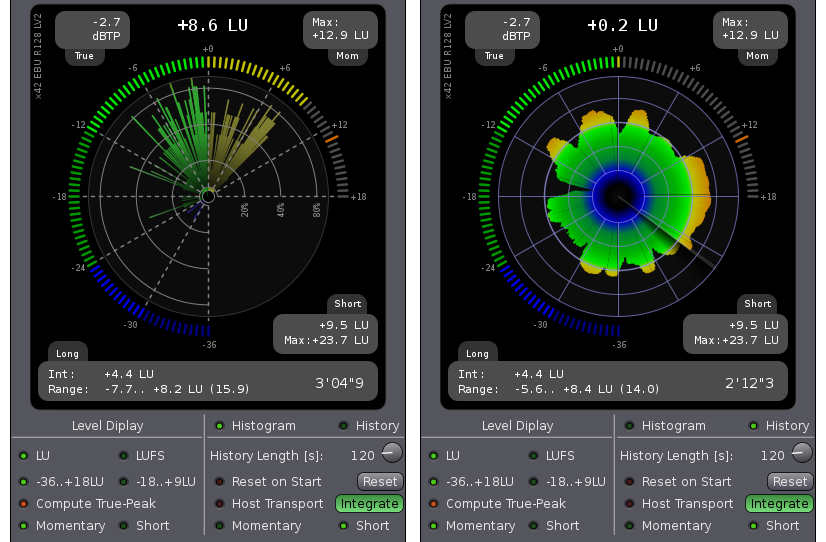 ×42 EBU R128 LV2
-2.7
dBTP
True
+8.6 LU
Max:
+12.9 LU
Mom
+0
-6
+6
-12
+12
-18
+18
20%
40%
80%
-24
-30
-36
Short
+9.5 LU
Max:+23.7 LU
Long
Int: +4.4 LU
Range: -7.7.. +8.2 LU (15.9)
3'04"9
Level Diplay
Histogram
History
LU
LUFS
History Length [s]: 120
-36..+18LU
-18..+9LU
Reset on Start
Reset
Compute True-Peak
Host Transport
Integrate
Momentary
Short
Momentary
Short
×42 EBU R128 LV2
-2.7
dBTP
True
+0.2 LU
Max:
+12.9 LU
Mom
+0
-6
+6
-12
+12
-18
+18
-24
-30
-36
Short
+9.5 LU
Max:+23.7 LU
Long
Int: +4.4 LU
Range: -5.6.. +8.4 LU (14.0)
2'12"3
Level Diplay
Histogram
History
LU
LUFS
History Length [s]: 120
-36..+18LU
-18..+9LU
Reset on Start
Reset
Compute True-Peak
Host Transport
Integrate
Momentary
Short
Momentary
Short